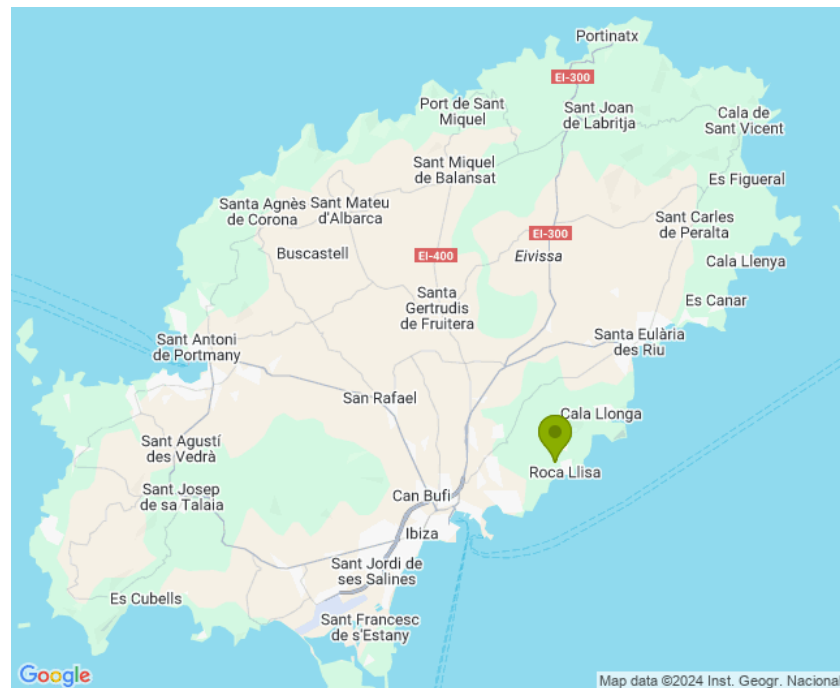 Portinatx
EI-300
Port de Sant
Miquel
Sant Joan
de Labritja
Cala de
Sant Vicent
Sant Miquel
de Balansat
Es Figueral
Santa Agnès
de Corona
Sant Mateu
d'Albarca
Sant Carles
de Peralta
EI-300
Buscastell
EI-400
Eivissa
Cala Llenya
Santa
Gertrudis
de Fruitera
Es Canar
Sant Antoni
de Portmany
Santa Eulària
des Riu
San Rafael
Cala Llonga
Sant Agustí
des Vedrà
Roca Llisa
Sant Josep
de sa Talaia
Can Bufi
Ibiza
Sant Jordi de
ses Salines
Es Cubells
Sant Francesc
de s'Estany
Google
Map data ©2024 Inst. Geogr. Nacional